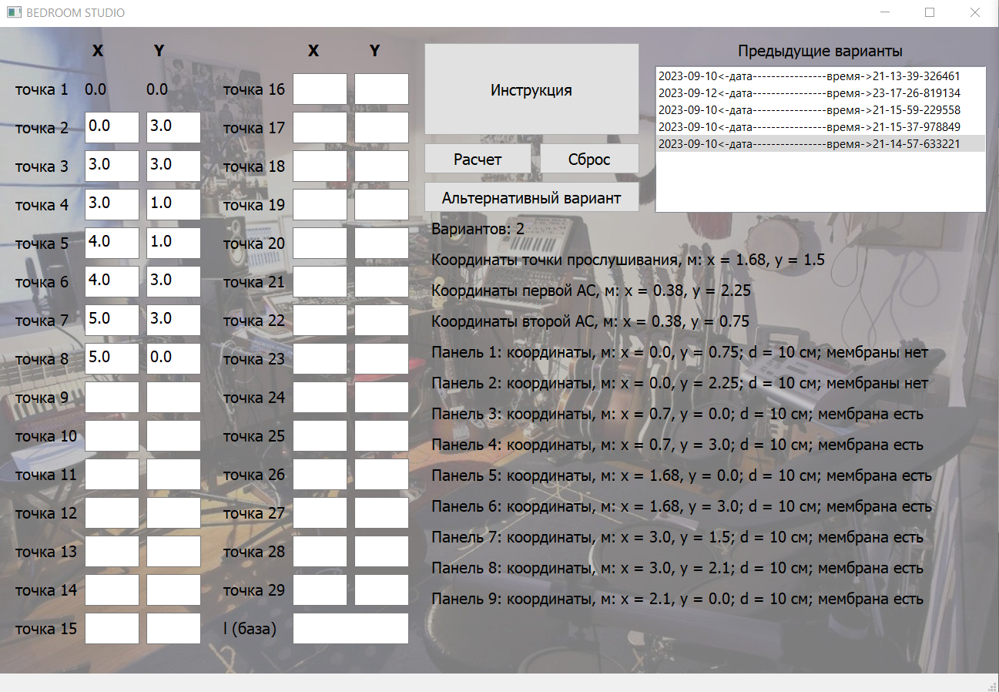 BEDROOM STUDIO
X Y X Y
точка 1 0.0 0.0 точка 16
точка 2 0.0 3.0 точка 17
точка 3 3.0 3.0 точка 18
точка 4 3.0 1.0 точка 19
точка 5 4.0 1.0 точка 20
точка 6 4.0 3.0 точка 21
точка 7 5.0 3.0 точка 22
точка 8 5.0 0.0 точка 23
точка 9 точка 24
точка 10 точка 25
точка 11 точка 26
точка 12 точка 27
точка 13 точка 28
точка 14 точка 29
точка 15 l (база)
Инструкция
Расчет Сброс
Альтернативный вариант
Предыдущие варианты
2023-09-10<-дата----------------время->21-13-39-326461
2023-09-12<-дата----------------время->23-17-26-819134
2023-09-10<-дата----------------время->21-15-59-229558
2023-09-10<-дата----------------время->21-15-37-978849
2023-09-10<-дата----------------время->21-14-57-633221
Вариантов: 2
Координаты точки прослушивания, м: x = 1.68, y = 1.5
Координаты первой АС, м: x = 0.38, y = 2.25
Координаты второй АС, м: x = 0.38, y = 0.75
Панель 1: координаты, м: x = 0.0, y = 0.75; d = 10 см; мембраны нет
Панель 2: координаты, м: x = 0.0, y = 2.25; d = 10 см; мембраны нет
Панель 3: координаты, м: x = 0.7, y = 0.0; d = 10 см; мембрана есть
Панель 4: координаты, м: x = 0.7, y = 3.0; d = 10 см; мембрана есть
Панель 5: координаты, м: x = 1.68, y = 0.0; d = 10 см; мембрана есть
Панель 6: координаты, м: x = 1.68, y = 3.0; d = 10 см; мембрана есть
Панель 7: координаты, м: x = 3.0, y = 1.5; d = 10 см; мембрана есть
Панель 8: координаты, м: x = 3.0, y = 2.1; d = 10 см; мембрана есть
Панель 9: координаты, м: x = 2.1, y = 0.0; d = 10 см; мембрана есть